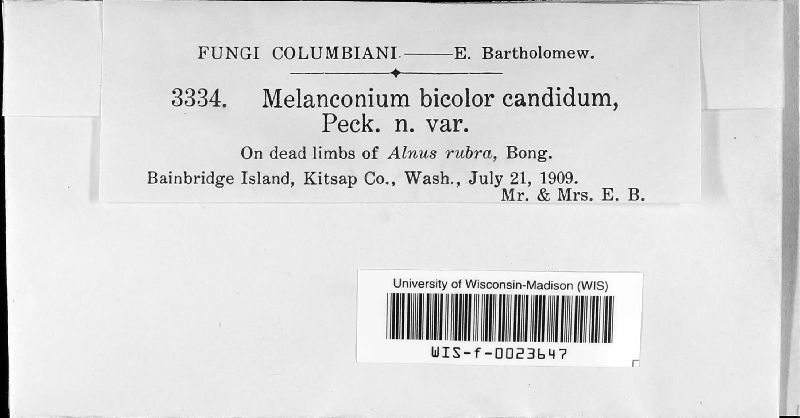 FUNGI COLUMBIANI.——E. Bartholomew.
3334. Melanconium bicolor candidum,
Peck. n. var.
On dead limbs of Alnus rubra, Bong.
Bainbridge Island, Kitsap Co., Wash., July 21, 1909.
Mr. & Mrs. E. B.
University of Wisconsin-Madison (WIS)
WIS-f-0023647